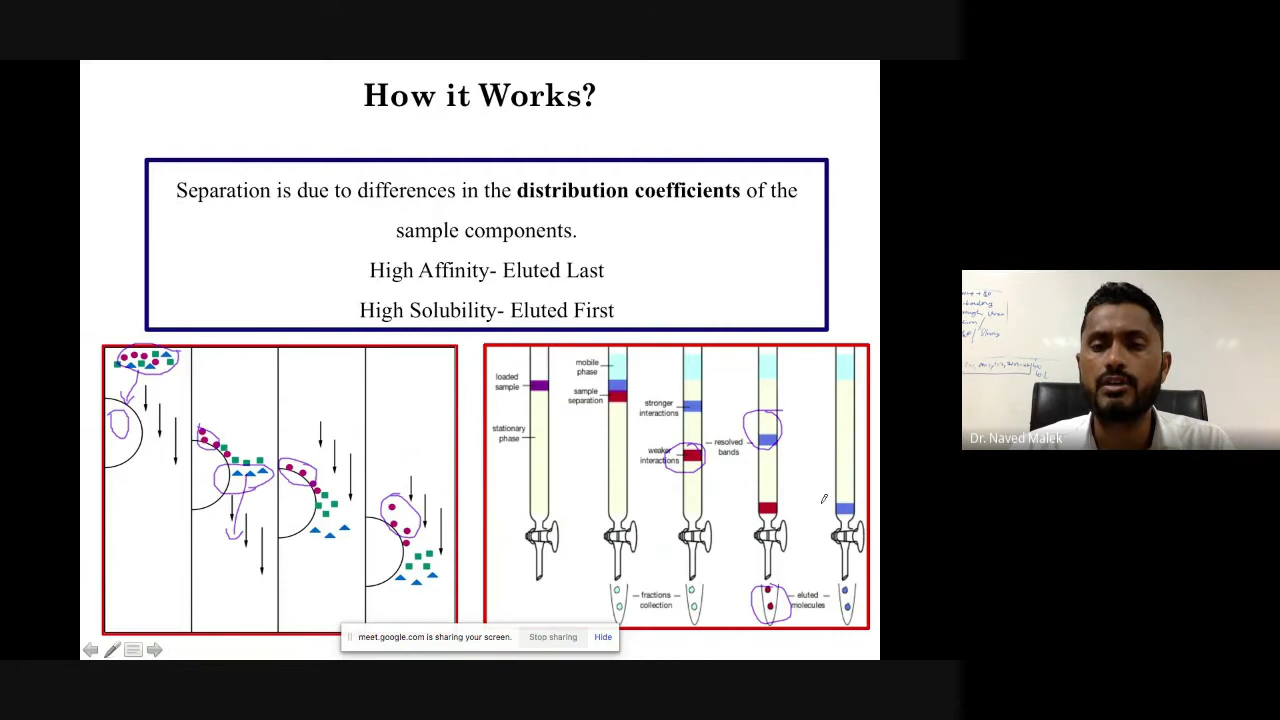 How it Works?
Separation is due to differences in the distribution coefficients of the
sample components.
High Affinity- Eluted Last
High Solubility- Eluted First
loaded
sample
stationary
phase
mobile
phase
sample
separation
stronger
interactions
weaker
interactions
resolved
bands
fractions
collection
eluted
molecules
meet.google.com is sharing your screen.
Stop sharing
Hide
Dr. Naved Malek